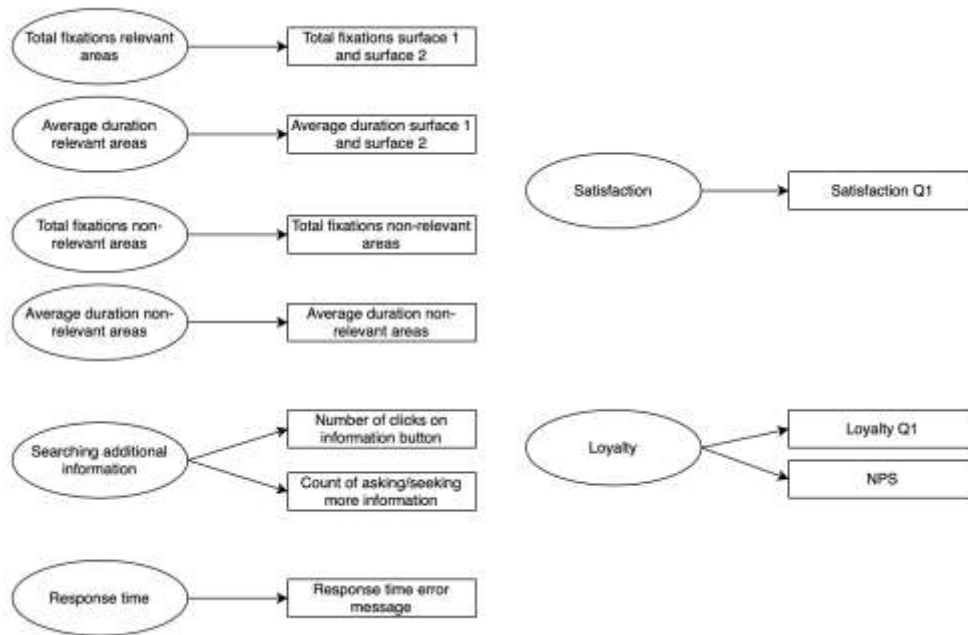 Total fixations relevant
areas
Total fixations surface 1
and surface 2
Average duration
relevant areas
Average duration surface 1
and surface 2
Total fixations non-
relevant areas
Total fixations non-relevant
areas
Average duration non-
relevant areas
Average duration non-
relevant areas
Searching additional
information
Number of clicks on
information button
Count of asking/seeking
more information
Response time
Response time error
message
Satisfaction
Satisfaction Q1
Loyalty
Loyalty Q1
NPS